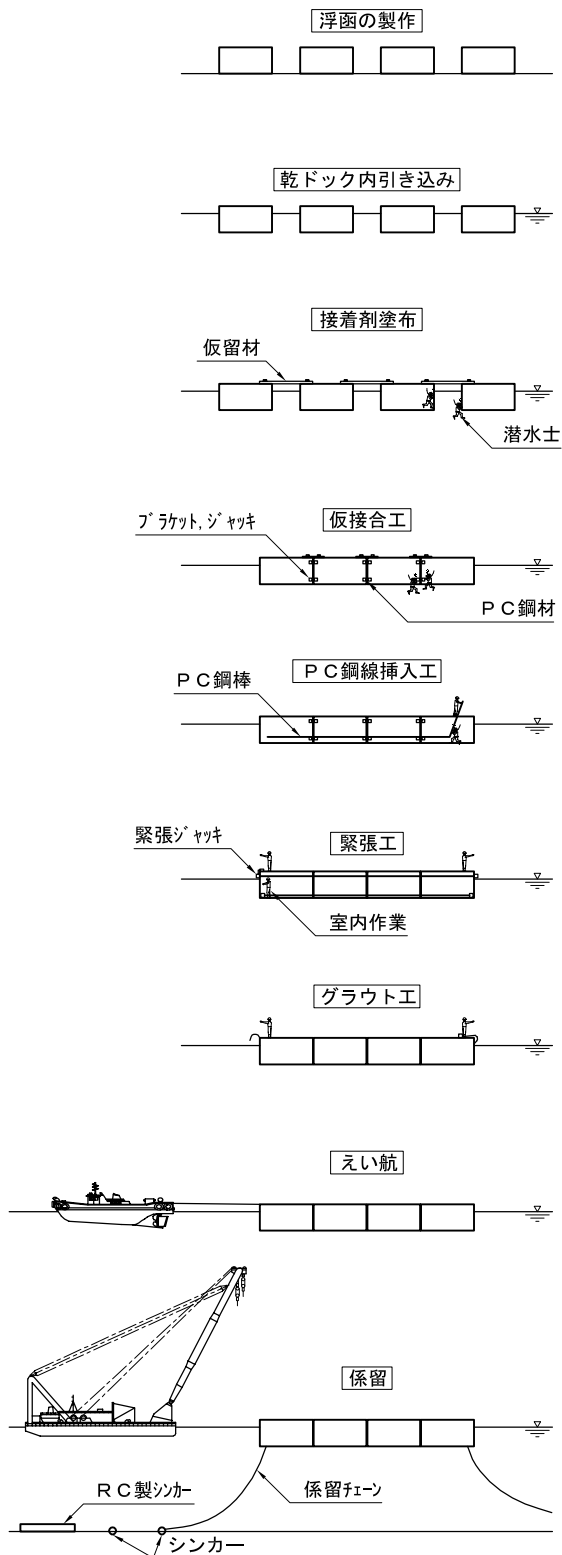 浮函の製作
乾ドック内引き込み
接着剤塗布
仮留材
潜水士
仮接合工
ブラケット,ジャッキ
PC鋼材
PC鋼線挿入工
PC鋼棒
緊張工
緊張ジャッキ
室内作業
グラウト工
えい航
係留
RC製シンカー
係留チェーン
シンカー